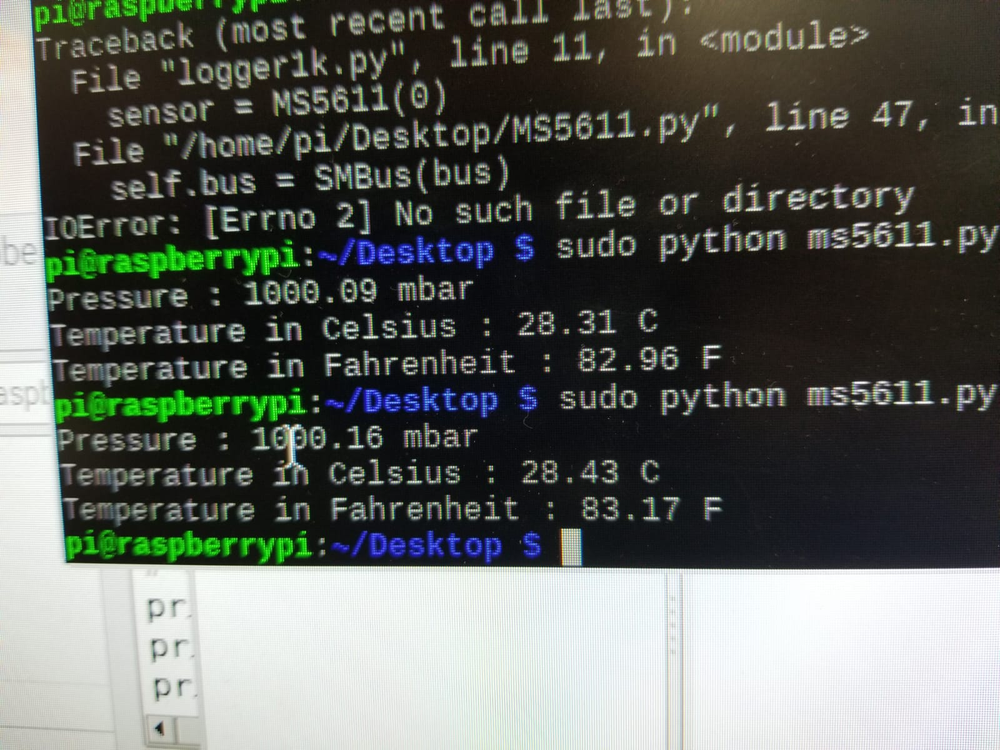 pi@raspberrypi
Traceback (most recent call last):
File "logger1k.py", line 11, in <module>
sensor = MS5611(0)
File "/home/pi/Desktop/MS5611.py", line 47, in
self.bus = SMBus(bus)
IOError: [Errno 2] No such file or directory
pi@raspberrypi:~/Desktop $ sudo python ms5611.py
Pressure : 1000.09 mbar
Temperature in Celsius : 28.31 C
Temperature in Fahrenheit : 82.96 F
pi@raspberrypi:~/Desktop $ sudo python ms5611.py
Pressure : 1000.16 mbar
Temperature in Celsius : 28.43 C
Temperature in Fahrenheit : 83.17 F
pi@raspberrypi:~/Desktop $
pr
pr
pr